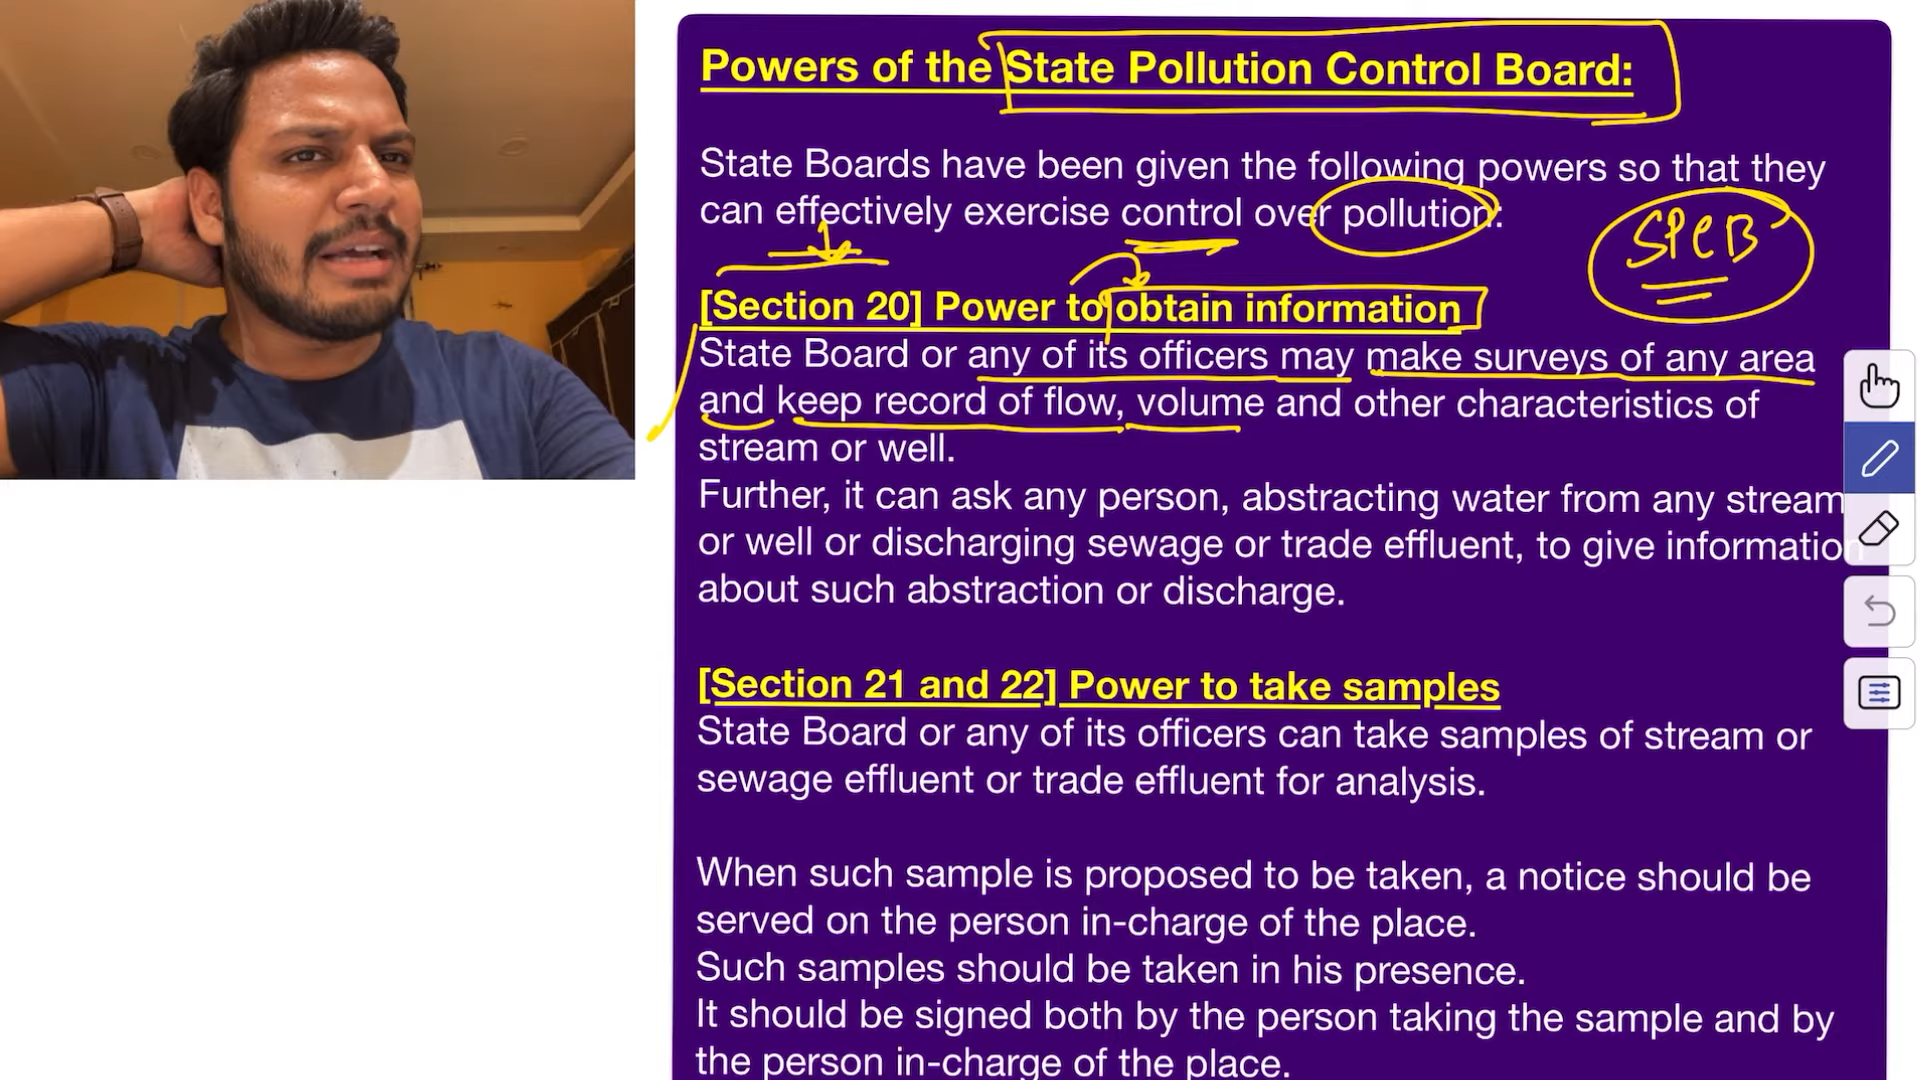 Powers of the State Pollution Control Board:
State Boards have been given the following powers so that they
can effectively exercise control over pollution:
SPCB
[Section 20] Power to obtain information
State Board or any of its officers may make surveys of any area
and keep record of flow, volume and other characteristics of
stream or well.
Further, it can ask any person, abstracting water from any stream
or well or discharging sewage or trade effluent, to give information
about such abstraction or discharge.
[Section 21 and 22] Power to take samples
State Board or any of its officers can take samples of stream or
sewage effluent or trade effluent for analysis.
When such sample is proposed to be taken, a notice should be
served on the person in-charge of the place.
Such samples should be taken in his presence.
It should be signed both by the person taking the sample and by
the person in-charge of the place.